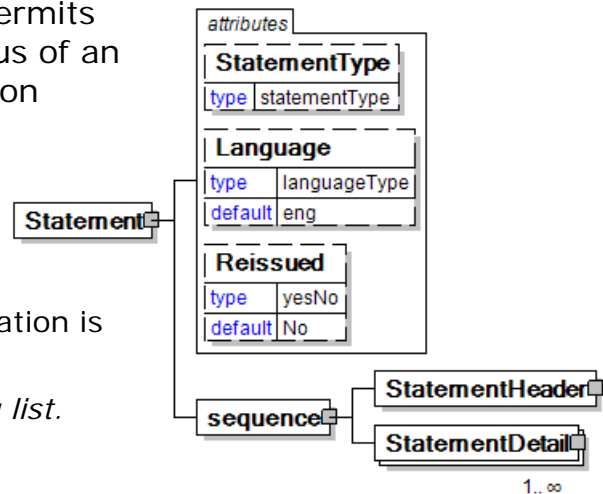 ermits
us of an
on
ation is
list.
attributes
StatementType
type statementType
Language
type languageType
default eng
Reissued
type yesNo
default No
Statement
sequence
StatementHeader
StatementDetail
1..∞